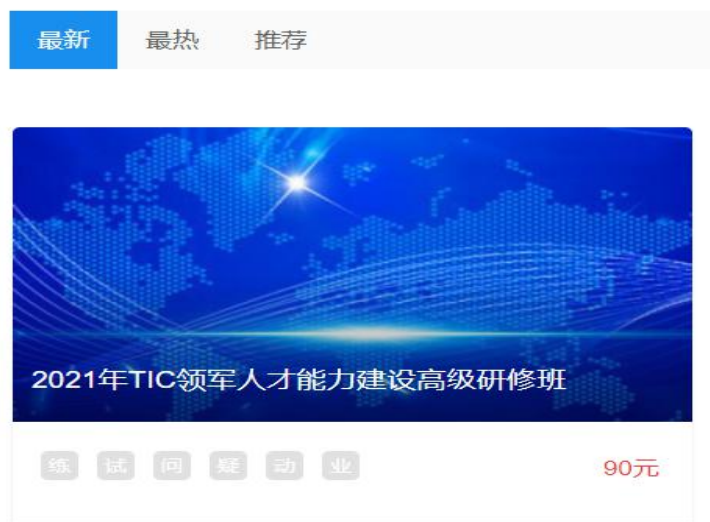 最新 最热 推荐
2021年TIC领军人才能力建设高级研修班
练 试 问 疑 动 业 90元